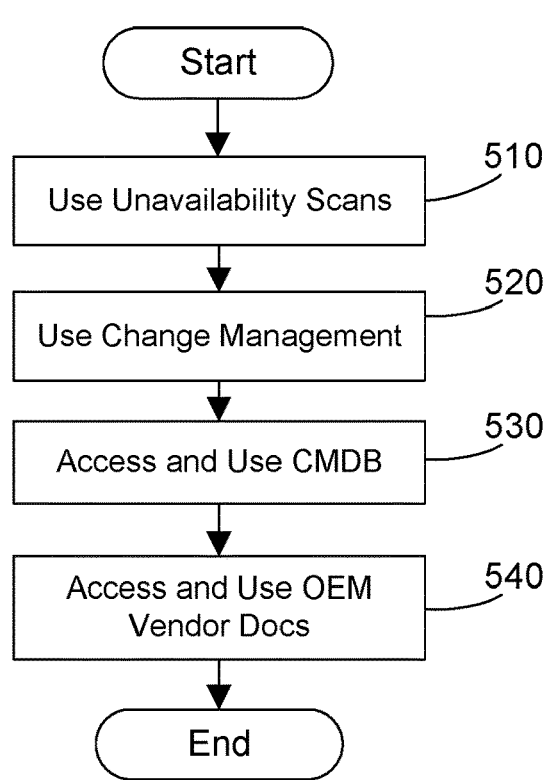 Start
510
Use Unavailability Scans
520
Use Change Management
530
Access and Use CMDB
540
Access and Use OEM
Vendor Docs
End